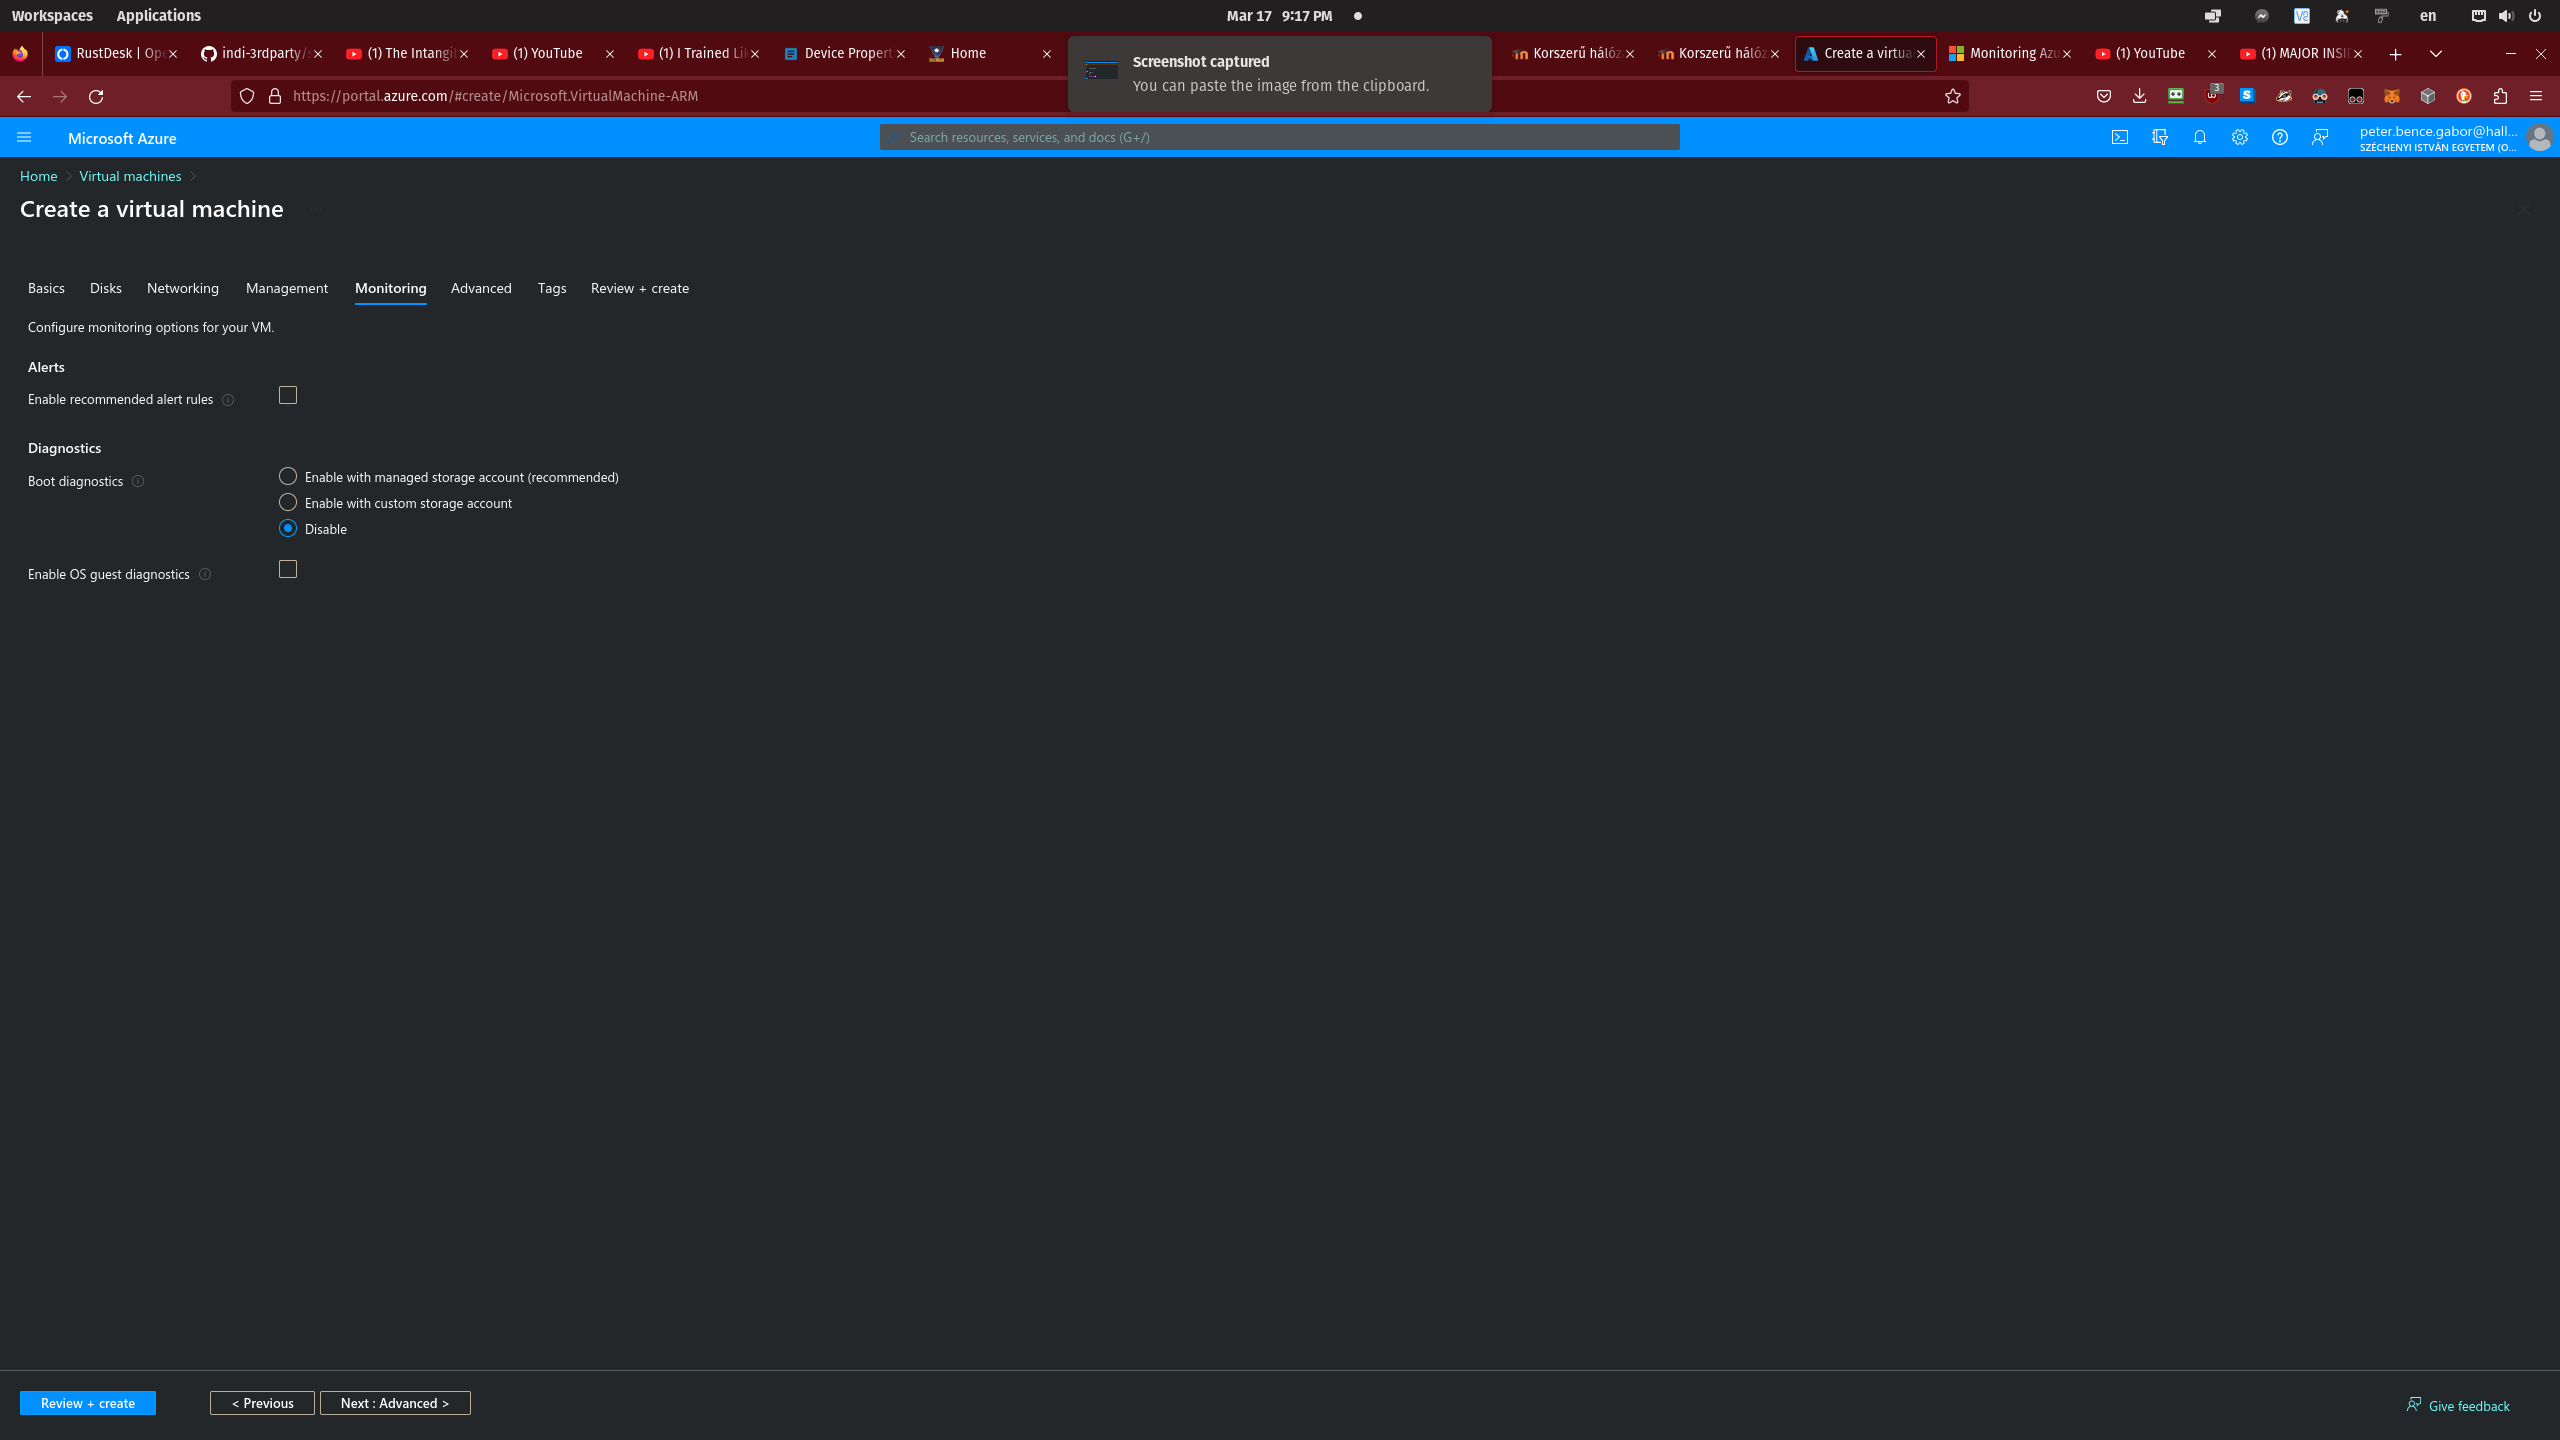 Workspaces Applications Mar 17 9:17 PM en
RustDesk | Ope (1) The Intangi (1) YouTube (1) I Trained Li Device Propert Home Korszerű hálóz Korszerű hálóz Create a virtua Monitoring Azu (1) YouTube (1) MAJOR INSI
indi-3rdparty/s
Screenshot captured
You can paste the image from the clipboard.
https://portal.azure.com/#create/Microsoft.VirtualMachine-ARM 3
Microsoft Azure Search resources, services, and docs (G+/) peter.bence.gabor@hall...
SZÉCHENYI ISTVÁN EGYETEM (O...
Home Virtual machines
Create a virtual machine
Basics Disks Networking Management Monitoring Advanced Tags Review + create
Configure monitoring options for your VM.
Alerts
Enable recommended alert rules
Diagnostics
Boot diagnostics
Enable with managed storage account (recommended)
Enable with custom storage account
Disable
Enable OS guest diagnostics
Review + create < Previous Next : Advanced > Give feedback